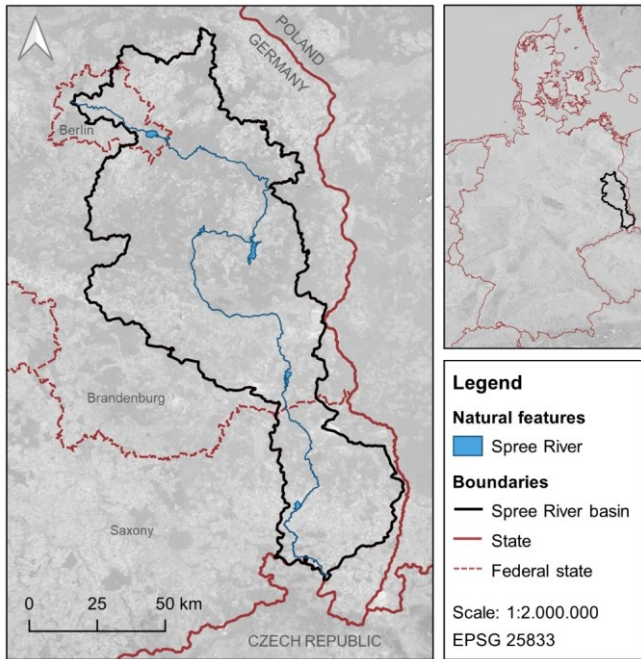 POLAND
GERMANY
Berlin
Brandenburg
Saxony
0 25 50 km
CZECH REPUBLIC
Legend
Natural features
Spree River
Boundaries
Spree River basin
State
Federal state
Scale: 1:2.000.000
EPSG 25833